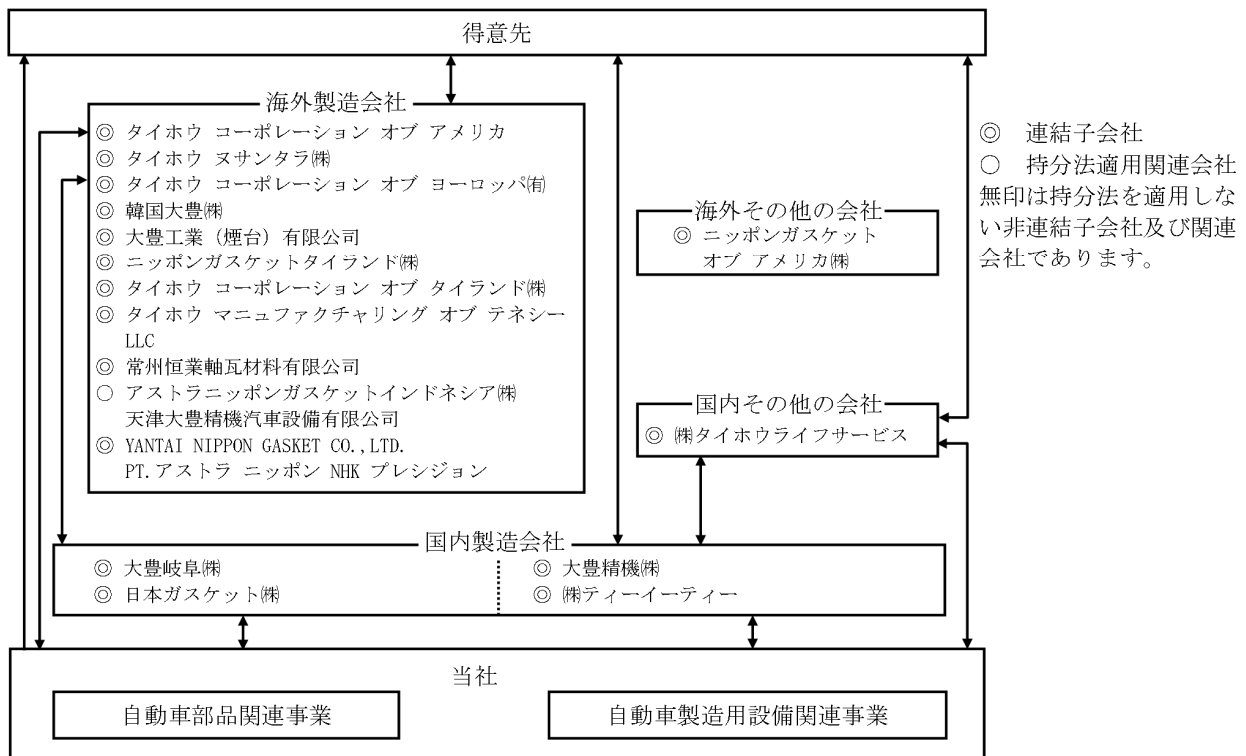 得意先
海外製造会社
◎ タイホウ コーポレーション オブ アメリカ
◎ タイホウ ヌサンタラ㈱
◎ タイホウ コーポレーション オブ ヨーロッパ㈲
◎ 韓国大豊㈱
◎ 大豊工業（煙台）有限公司
◎ ニッポンガスケットタイランド㈱
◎ タイホウ コーポレーション オブ タイランド㈱
◎ タイホウ マニュファクチャリング オブ テネシー
LLC
◎ 常州恒業軸瓦材料有限公司
○ アストラニッポンガスケットインドネシア㈱
天津大豊精機汽車設備有限公司
◎ YANTAI NIPPON GASKET CO.,LTD.
PT.アストラ ニッポン NHK プレシジョン
海外その他の会社
◎ ニッポンガスケット
オブ アメリカ㈱
国内その他の会社
◎ ㈱タイホウライフサービス
◎ 連結子会社
○ 持分法適用関連会社
無印は持分法を適用しな
い非連結子会社及び関連
会社であります。
国内製造会社
◎ 大豊岐阜㈱
◎ 日本ガスケット㈱
◎ 大豊精機㈱
◎ ㈱ティーイーティー
当社
自動車部品関連事業
自動車製造用設備関連事業